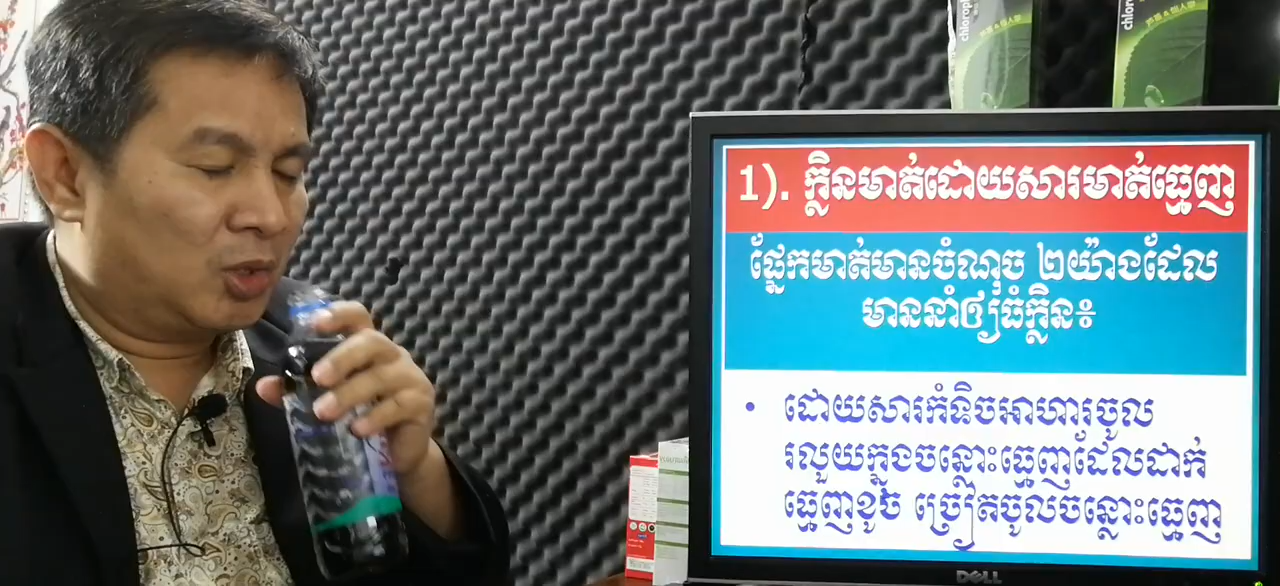 chlorop
chlorop
1). ក្លិនមាត់ដោយសារមាត់ធ្មេញ
ផ្នែកមាត់មានចំណុច ២យ៉ាងដែល
មាននាំឲ្យធំក្លិន៖
• ដោយសារកំទិចអាហារចូល
រលួយក្នុងចន្លោះធ្មេញដែលដាក់
ធ្មេញខូច ច្រៀតចូលចន្លោះធ្មេញ
DELL